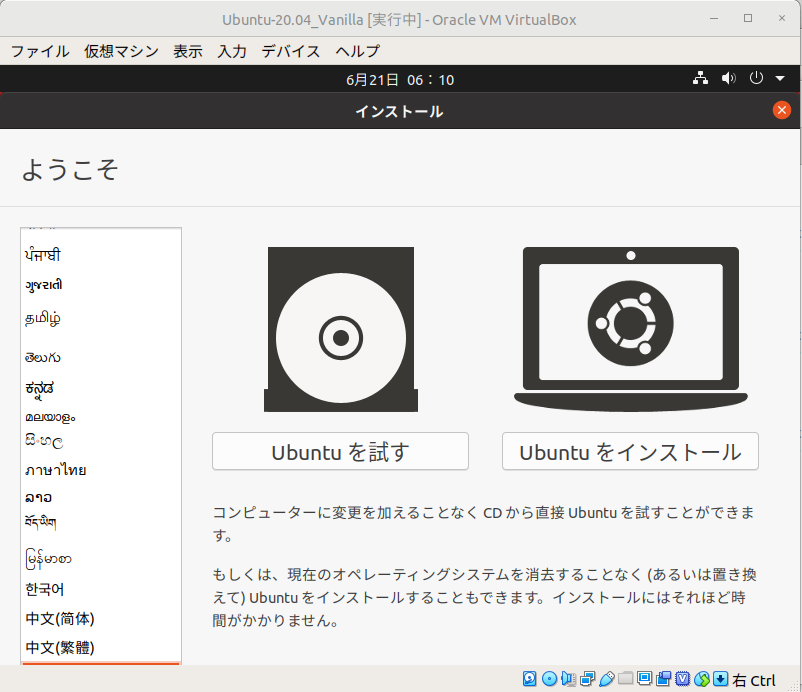 Ubuntu-20.04_Vanilla [実行中] - Oracle VM VirtualBox
ファイル 仮想マシン 表示 入力 デバイス ヘルプ
6月21日 06：10
インストール
ようこそ
ਪੰਜਾਬੀ
ગુજરાતી
தமிழ்
తెలుగు
ಕನ್ನಡ
മലയാളം
සිංහල
ภาษาไทย
ລາວ
བོད་ཡིག
မြန်မာစာ
한국어
中文(简体)
中文(繁體)
Ubuntu を試す
Ubuntu をインストール
コンピューターに変更を加えることなく CD から直接 Ubuntu を試すことができま
す。
もしくは、現在のオペレーティングシステムを消去することなく (あるいは置き換
えて) Ubuntu をインストールすることもできます。インストールにはそれほど時
間がかかりません。
右 Ctrl